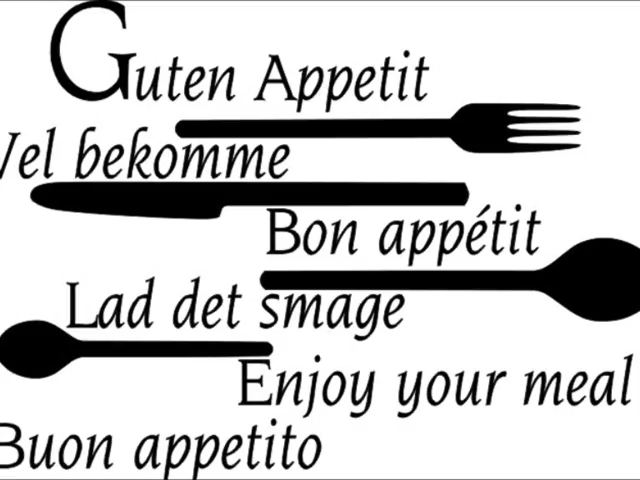 Guten Appetit
Vel bekomme
Bon appétit
Lad det smage
Enjoy your meal
Buon appetito